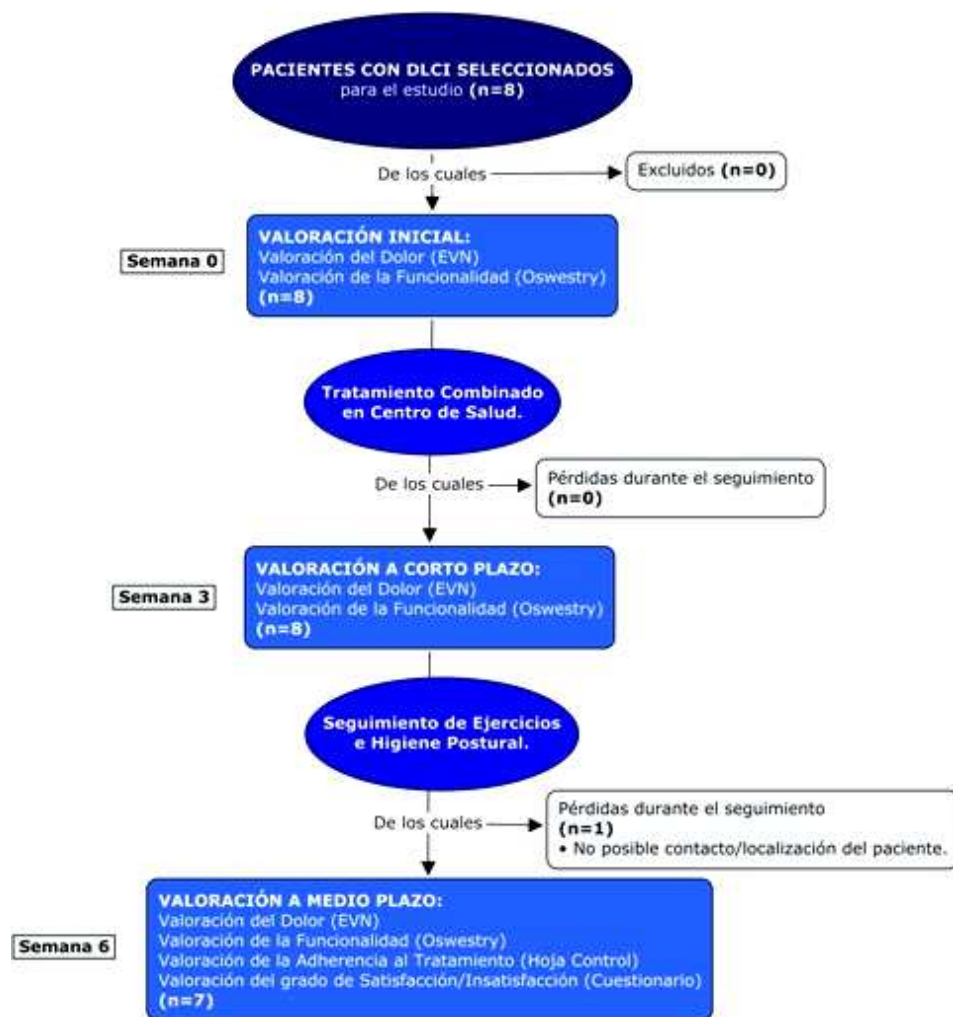 PACIENTES CON DLCI SELECCIONADOS
para el estudio (n=8)
De los cuales
Excluidos (n=0)
Semana 0
VALORACIÓN INICIAL:
Valoración del Dolor (EVN)
Valoración de la Funcionalidad (Oswestry)
(n=8)
Tratamiento Combinado
en Centro de Salud.
De los cuales
Pérdidas durante el seguimiento
(n=0)
Semana 3
VALORACIÓN A CORTO PLAZO:
Valoración del Dolor (EVN)
Valoración de la Funcionalidad (Oswestry)
(n=8)
Seguimiento de Ejercicios
e Higiene Postural.
De los cuales
Pérdidas durante el seguimiento
(n=1)
• No posible contacto/localización del paciente.
Semana 6
VALORACIÓN A MEDIO PLAZO:
Valoración del Dolor (EVN)
Valoración de la Funcionalidad (Oswestry)
Valoración de la Adherencia al Tratamiento (Hoja Control)
Valoración del grado de Satisfacción/Insatisfacción (Cuestionario)
(n=7)